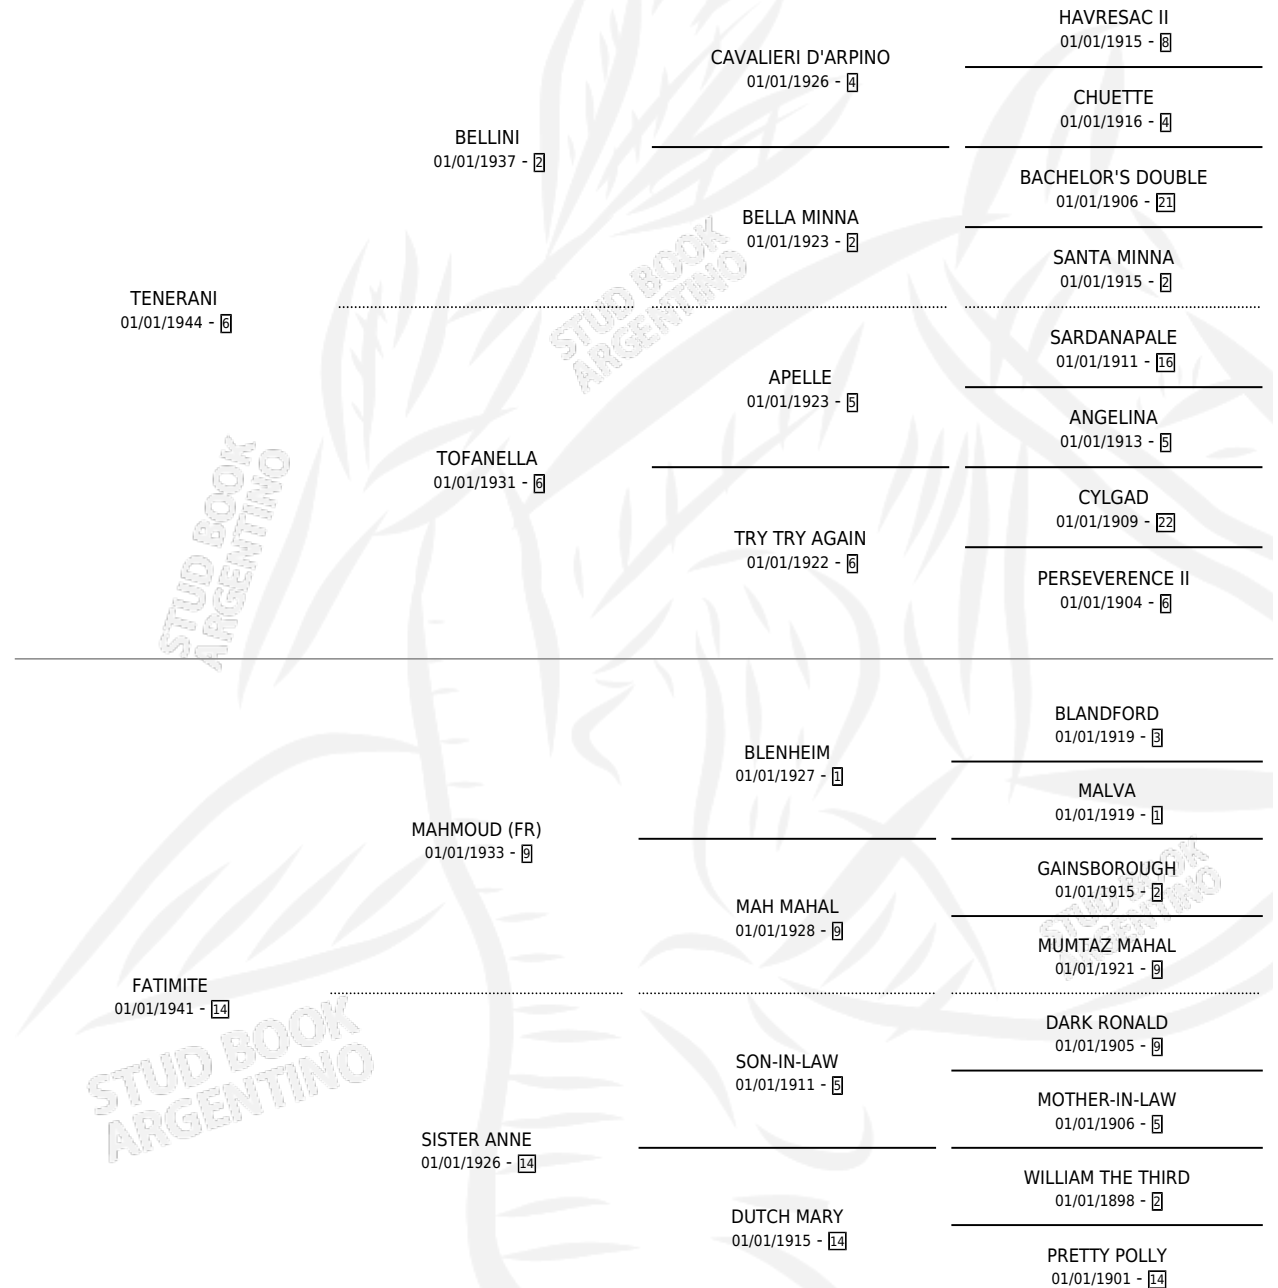 HAVRESAC II
01/01/1915 - 8
CAVALIERI D'ARPINO
01/01/1926 - 4
CHUETTE
01/01/1916 - 4
BELLINI
01/01/1937 - 2
BACHELOR'S DOUBLE
01/01/1906 - 21
BELLA MINNA
01/01/1923 - 2
SANTA MINNA
01/01/1915 - 2
TENERANI
01/01/1944 - 6
SARDANAPALE
01/01/1911 - 16
APELLE
01/01/1923 - 5
ANGELINA
01/01/1913 - 5
TOFANELLA
01/01/1931 - 6
CYLGAD
01/01/1909 - 22
TRY TRY AGAIN
01/01/1922 - 6
PERSEVERENCE II
01/01/1904 - 6
BLANDFORD
01/01/1919 - 3
BLENHEIM
01/01/1927 - 1
MALVA
01/01/1919 - 1
MAHMOUD (FR)
01/01/1933 - 9
GAINSBOROUGH
01/01/1915 - 2
MAH MAHAL
01/01/1928 - 9
MUMTAZ MAHAL
01/01/1921 - 9
FATIMITE
01/01/1941 - 14
DARK RONALD
01/01/1905 - 9
SON-IN-LAW
01/01/1911 - 5
MOTHER-IN-LAW
01/01/1906 - 5
SISTER ANNE
01/01/1926 - 14
WILLIAM THE THIRD
01/01/1898 - 2
DUTCH MARY
01/01/1915 - 14
PRETTY POLLY
01/01/1901 - 14
STUD BOOK
ARGENTINO
STUD BOOK
ARGENTINO
STUD BOOK
ARGENTINO
STUD BOOK
ARGENTINO